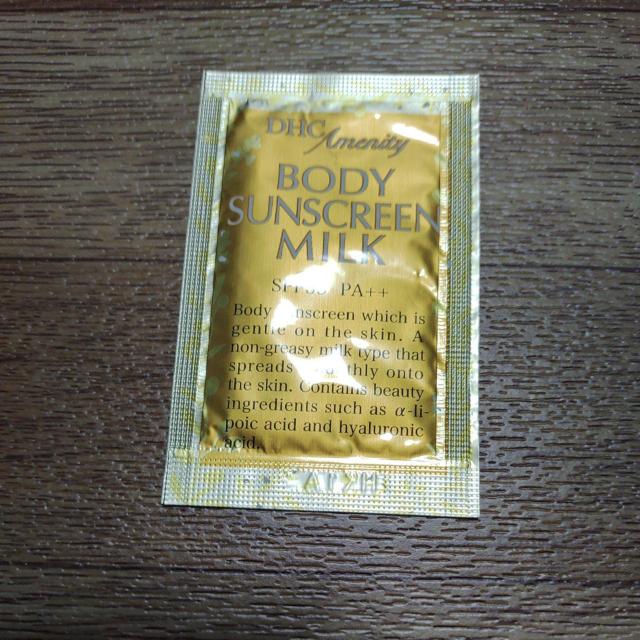 DHC Amenity
BODY
SUNSCREEN
MILK
PA++
Body which is
gentle on the skin. A
non-greasy milk type that
spreads onto
the skin. Contains beauty
ingredients such as α-li-
poic acid and hyaluronic
acid.